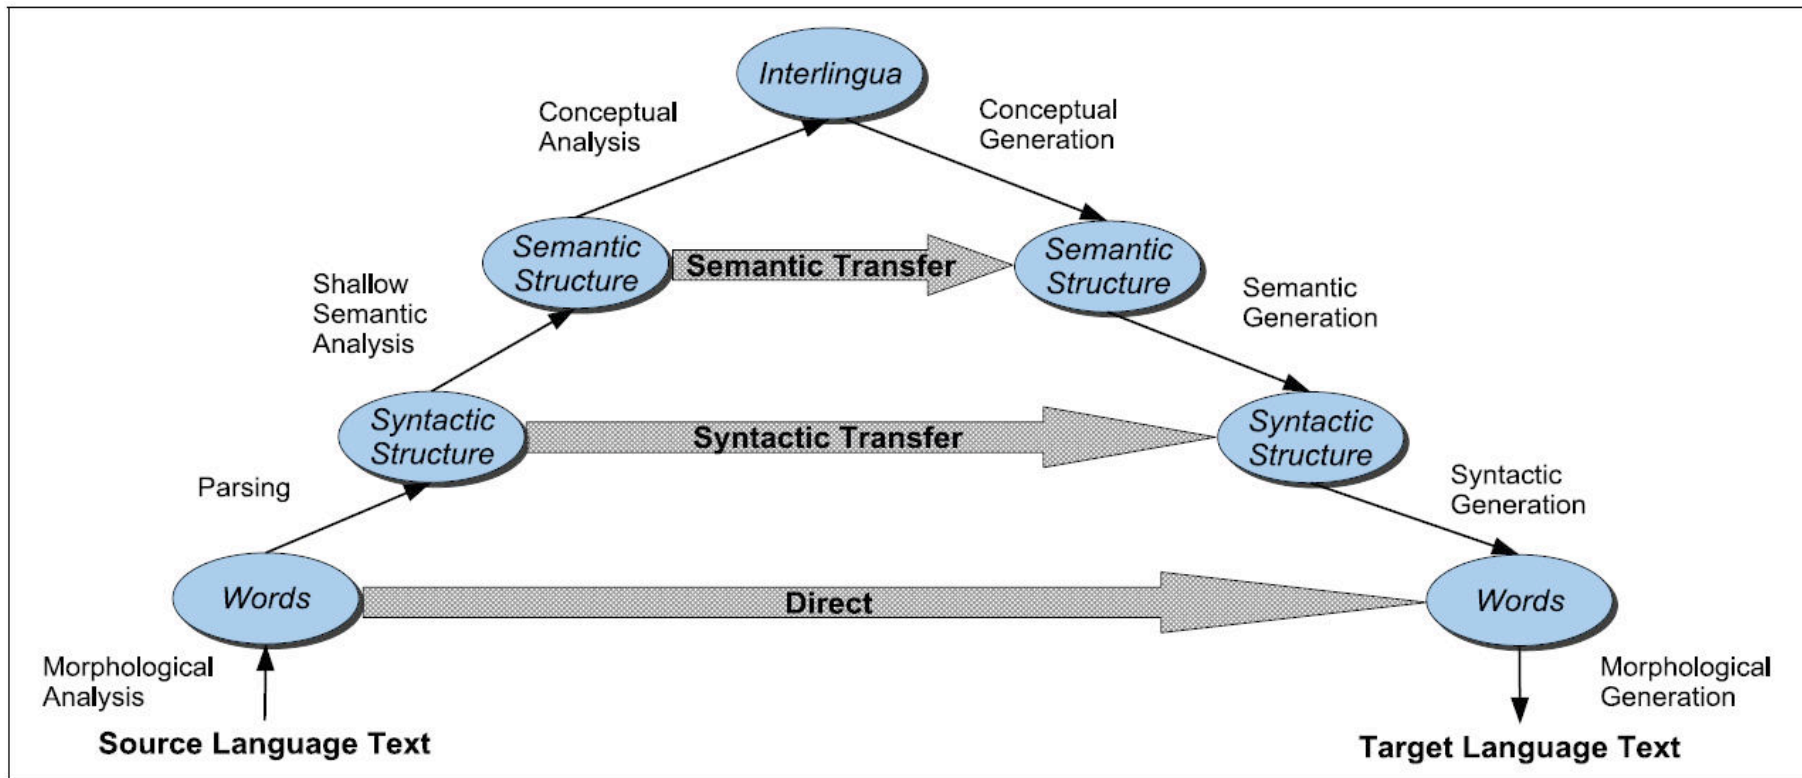 Interlingua
Conceptual
Analysis
Conceptual
Generation
Semantic
Structure
Semantic Transfer
Semantic
Structure
Shallow
Semantic
Analysis
Semantic
Generation
Syntactic
Structure
Syntactic Transfer
Syntactic
Structure
Parsing
Syntactic
Generation
Words
Direct
Words
Morphological
Analysis
Morphological
Generation
Source Language Text
Target Language Text